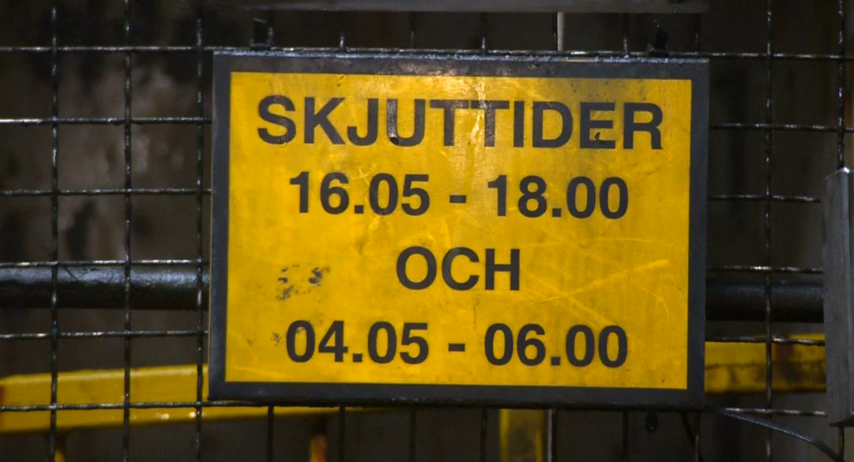 SKJUTTIDER
16.05 - 18.00
OCH
04.05 - 06.00